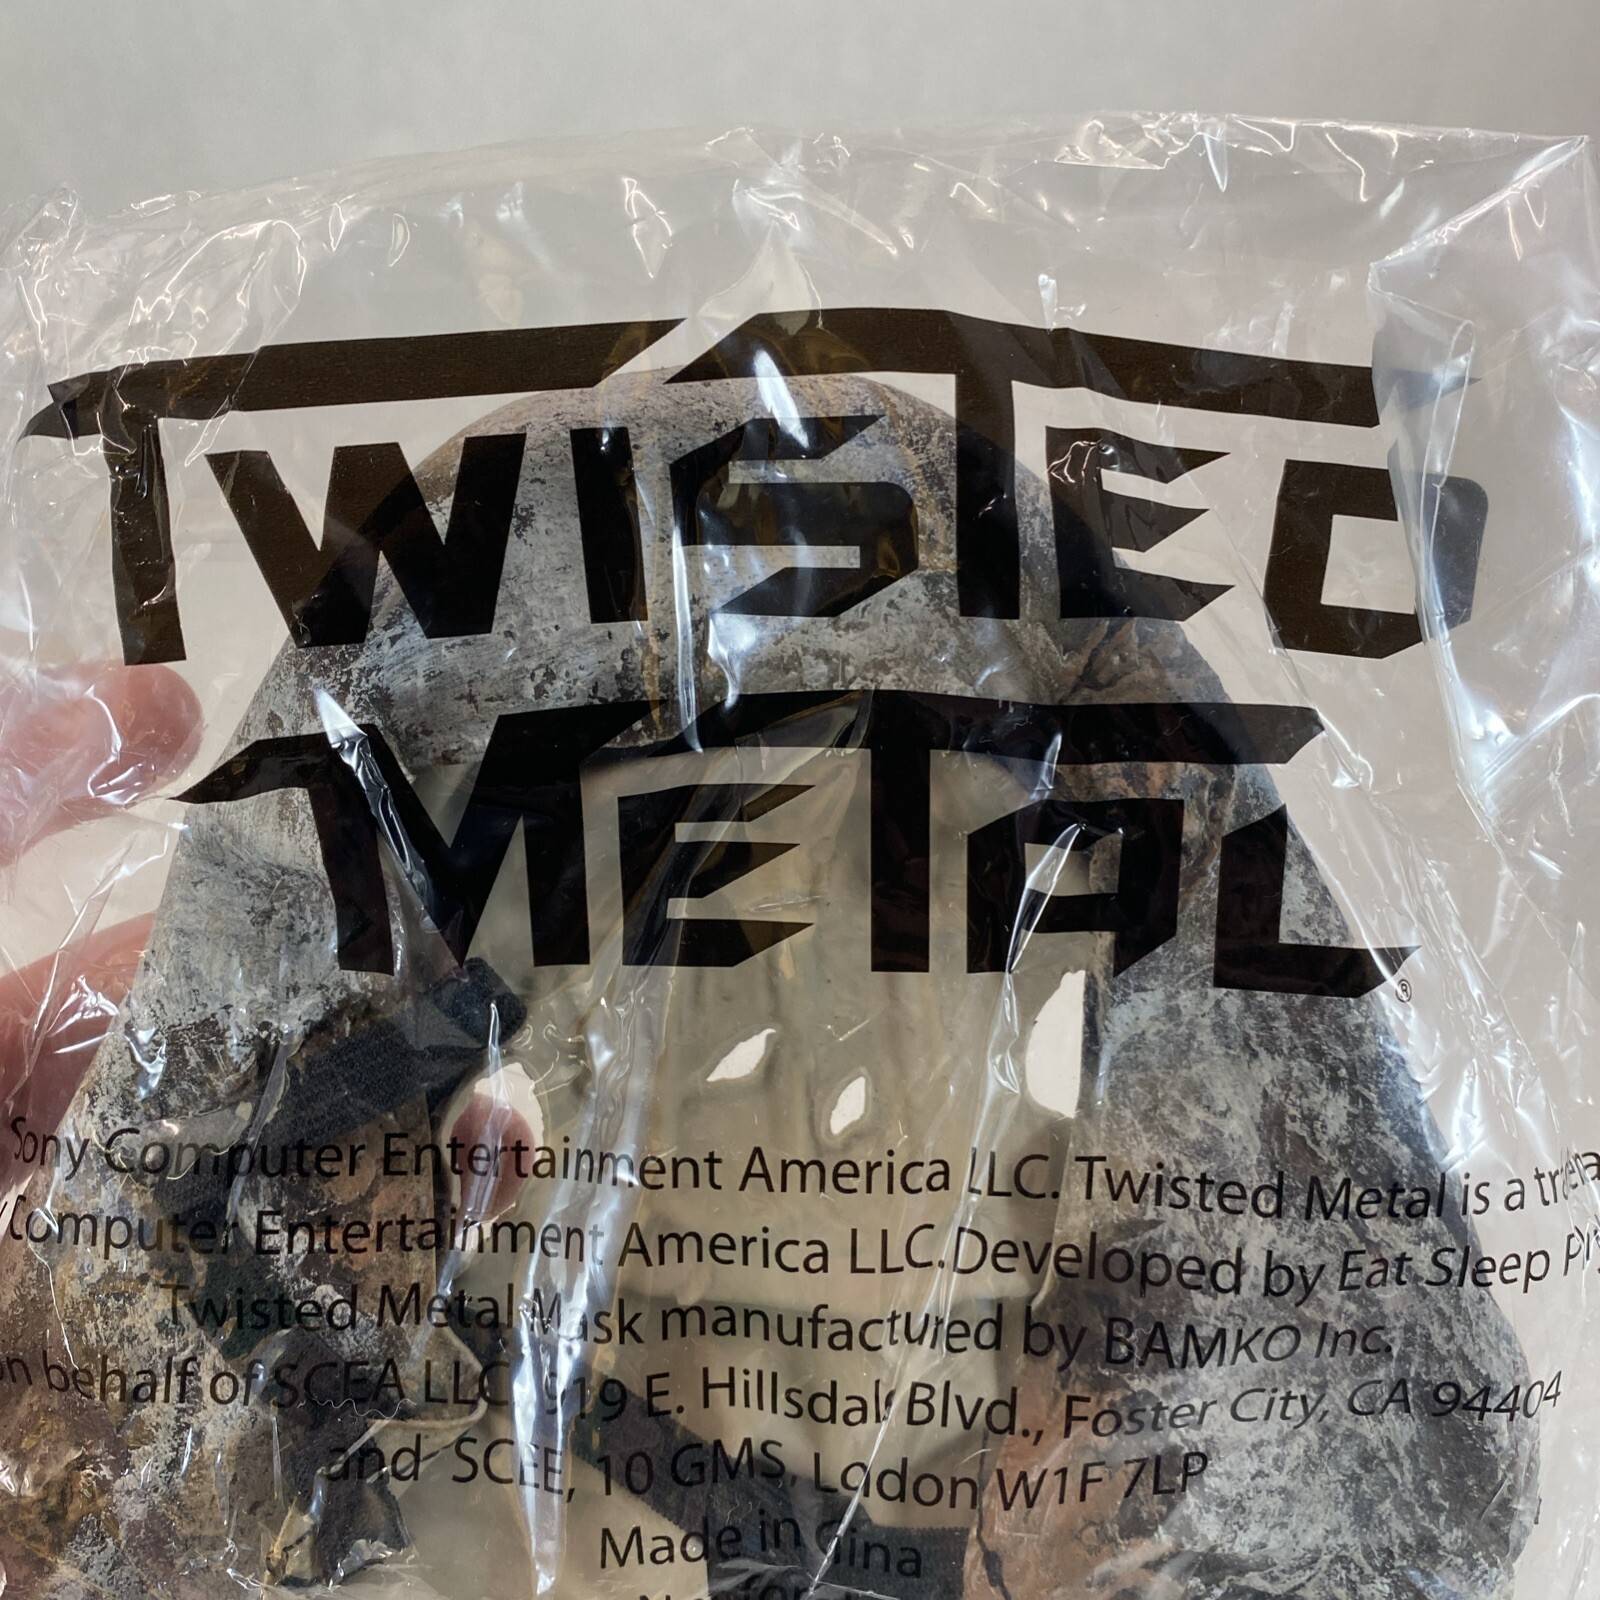 TWISTED
METAL®
Sony Computer Entertainment America LLC. Twisted Metal is a
Computer Entertainment America LLC. Developed by Eat Sleep
Twisted Metal Mask manufactured by BAMKO Inc.
on behalf of SCEA LLC 919 E. Hillsdal Blvd., Foster City, CA 94404
and SCEE, 10 GMS, Lodon W1F 7LP
Made in